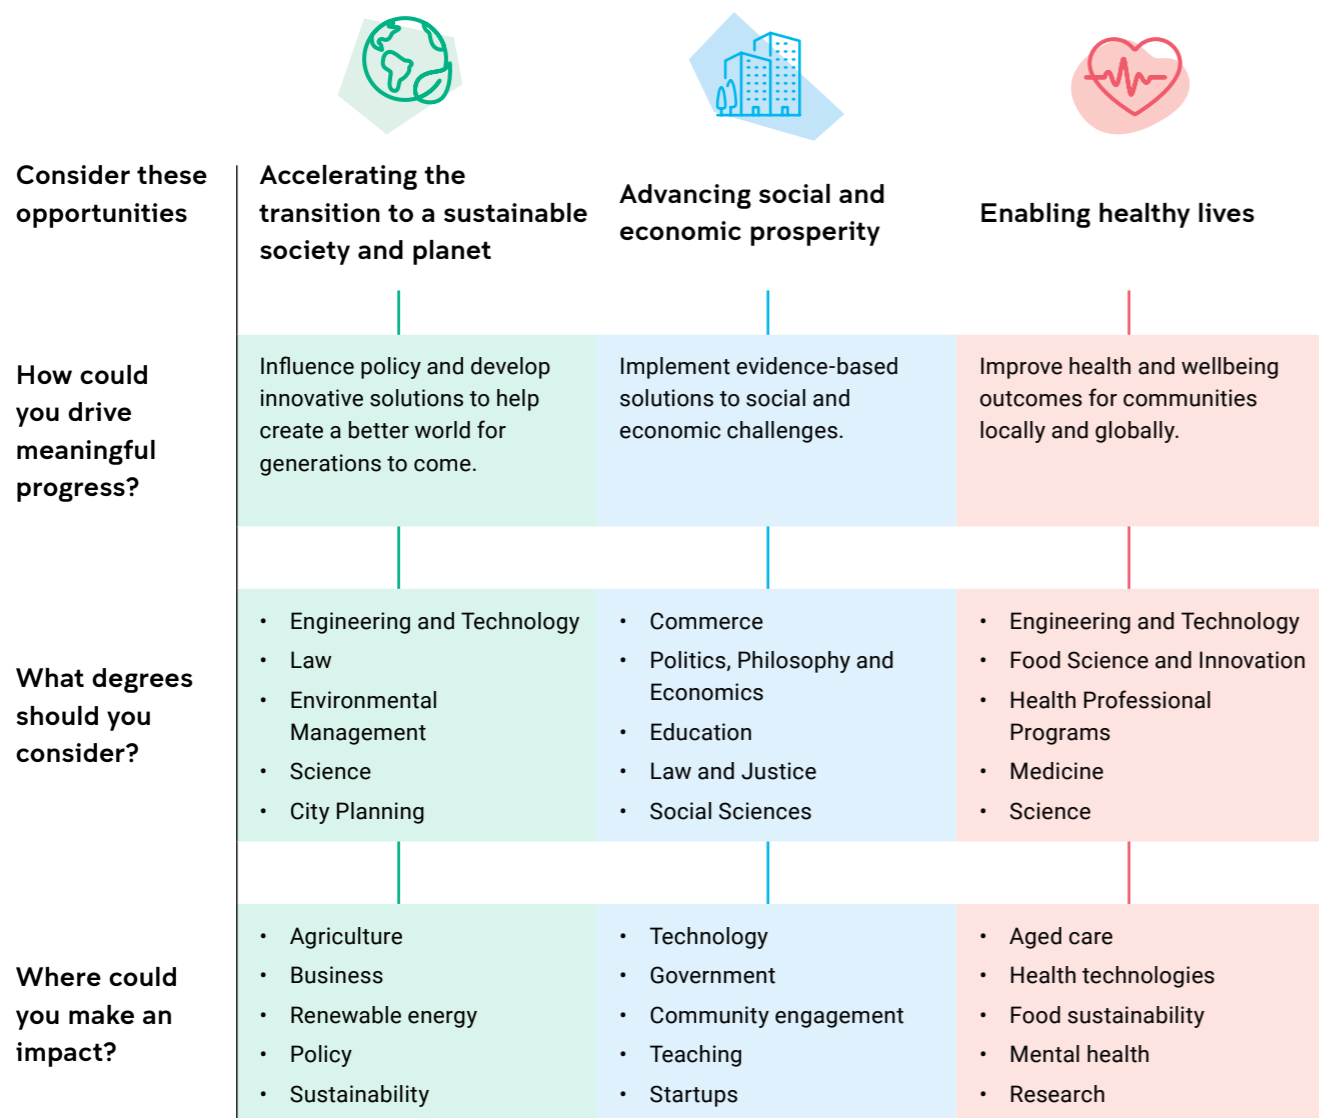 Consider these
opportunities
Accelerating the
transition to a sustainable
society and planet
Advancing social and
economic prosperity
Enabling healthy lives
How could
you drive
meaningful
progress?
Influence policy and develop
innovative solutions to help
create a better world for
generations to come.
Implement evidence-based
solutions to social and
economic challenges.
Improve health and wellbeing
outcomes for communities
locally and globally.
What degrees
should you
consider?
• Engineering and Technology
• Law
• Environmental
Management
• Science
• City Planning
• Commerce
• Politics, Philosophy and
Economics
• Education
• Law and Justice
• Social Sciences
• Engineering and Technology
• Food Science and Innovation
• Health Professional
Programs
• Medicine
• Science
Where could
you make an
impact?
• Agriculture
• Business
• Renewable energy
• Policy
• Sustainability
• Technology
• Government
• Community engagement
• Teaching
• Startups
• Aged care
• Health technologies
• Food sustainability
• Mental health
• Research